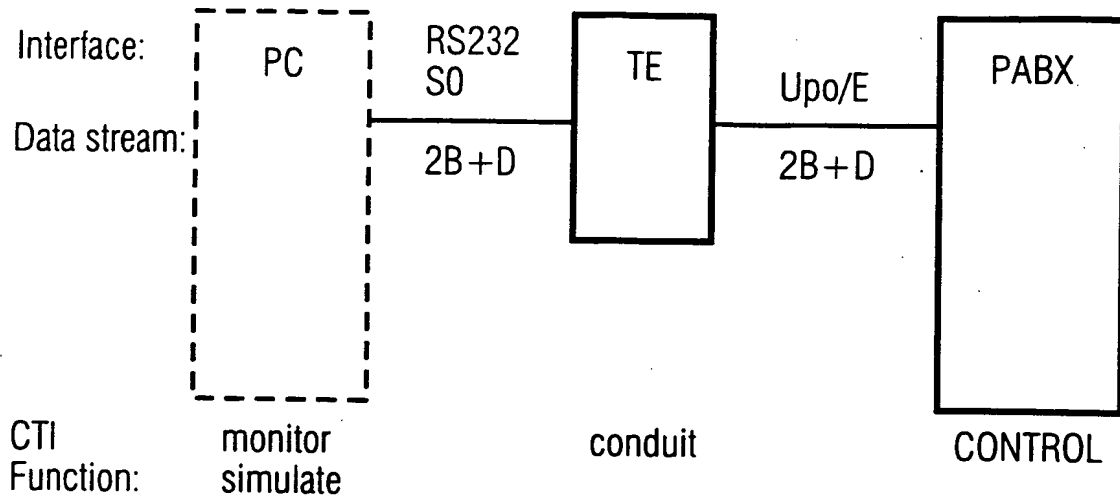 Interface:
PC
RS232
S0
TE
Upo/E
PABX
Data stream:
2B+D
2B+D
CTI
Function:
monitor
simulate
conduit
CONTROL